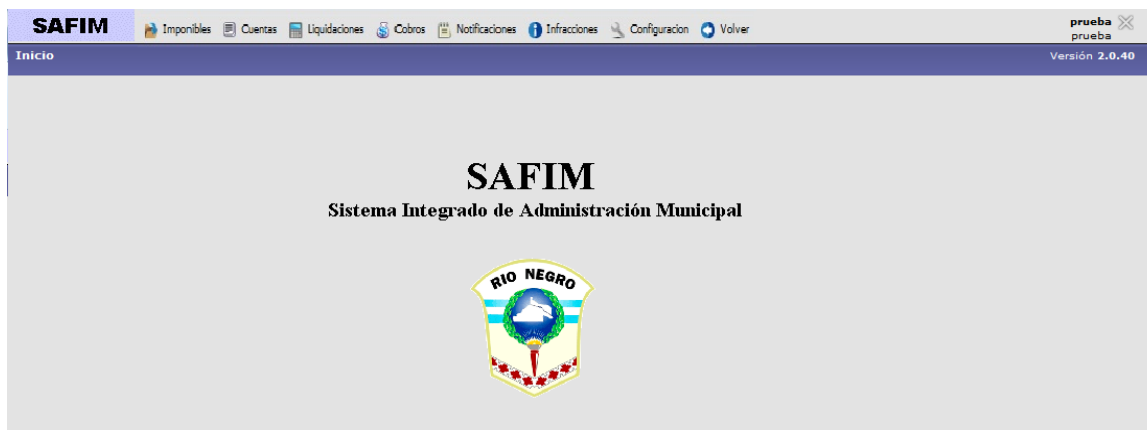 SAFIM Imponibles Cuentas Liquidaciones Cobros Notificaciones Infracciones Configuracion Volver prueba
prueba
Inicio Versión 2.0.40
SAFIM
Sistema Integrado de Administración Municipal
RIO NEGRO